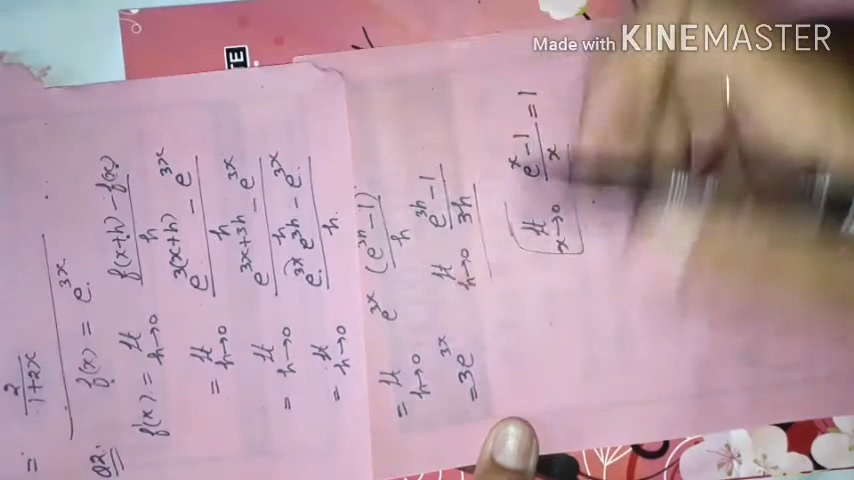 Made with KINEMASTER
TE
= 2/(1+2x)
Q2. f(x) = e^3x
f'(x) = lt h→0 (f(x+h) - f(x))/h
= lt h→0 (e^3(x+h) - e^3x)/h
= lt h→0 (e^3x+3h - e^3x)/h
= lt h→0 (e^3x. e^3h - e^3x)/h
= lt h→0 e^3x (e^3h - 1)/h
= 3e^3x lt h→0 (e^3h - 1)/3h
lt x→0 (e^x - 1)/x = 1